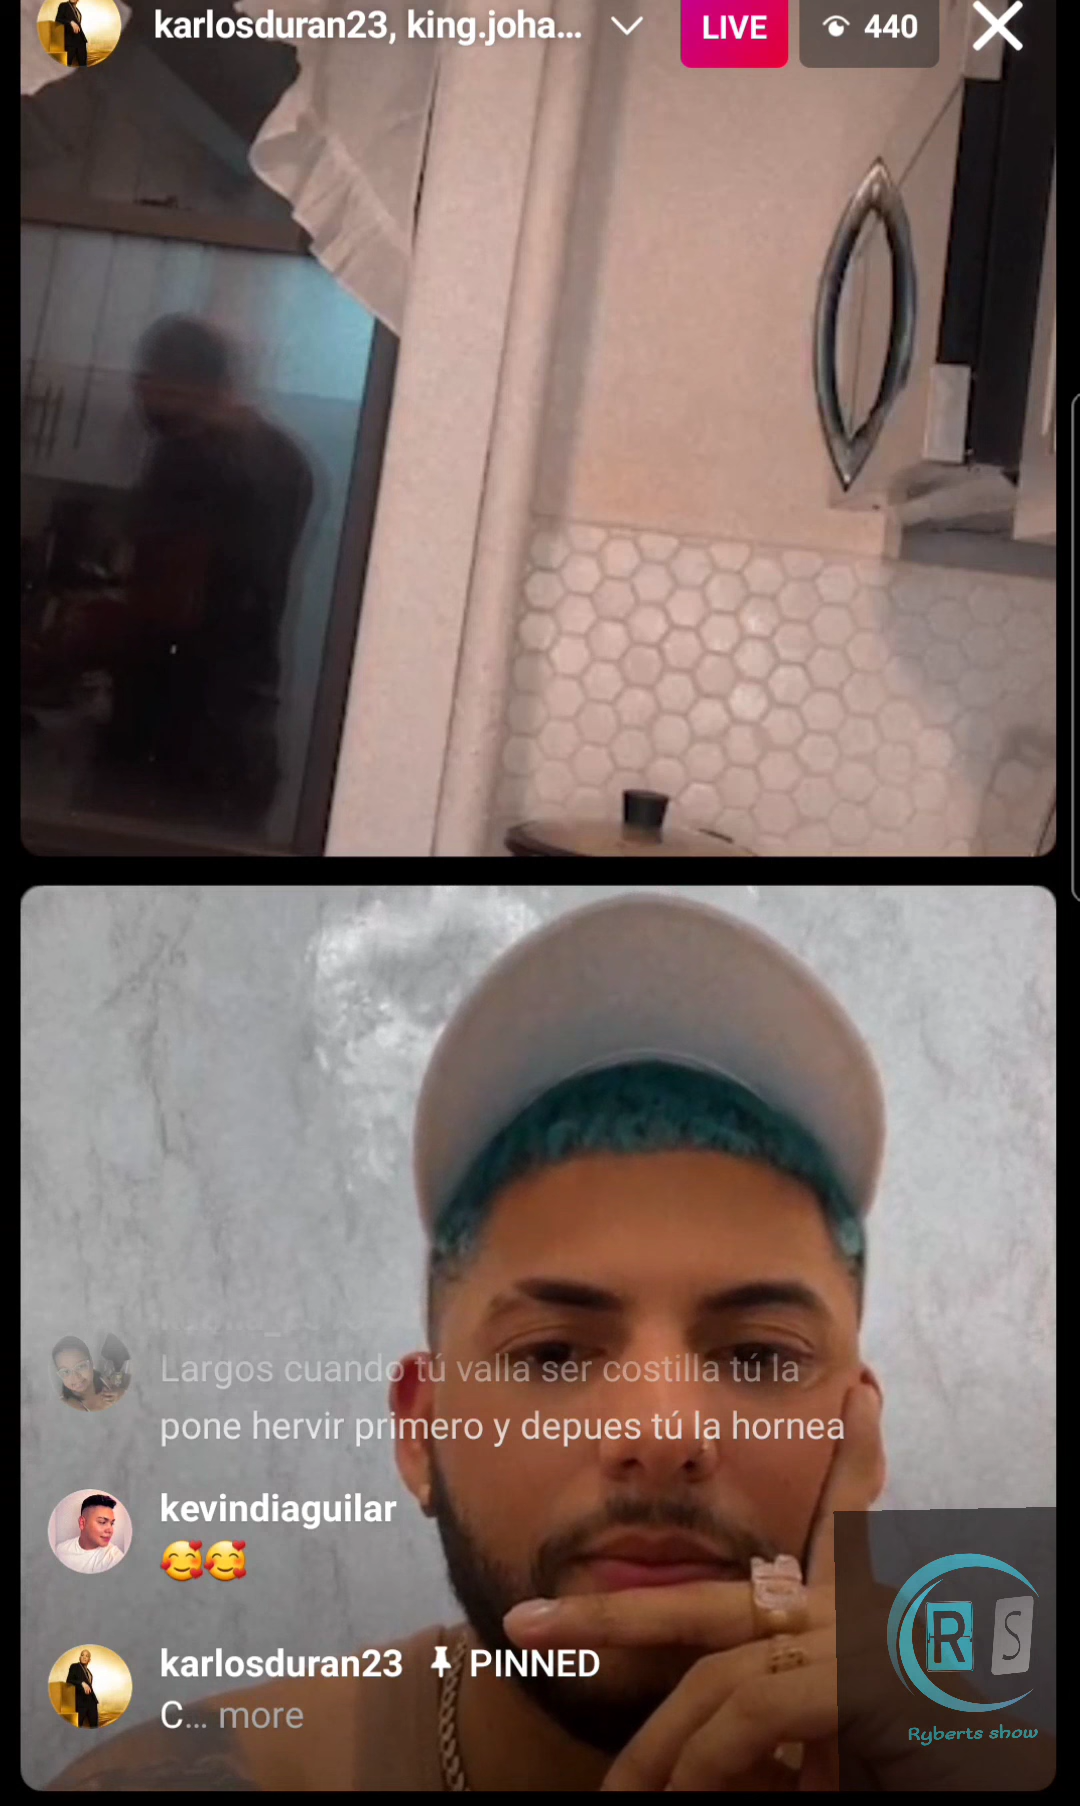 karlosduran23, king.joha...
LIVE
440
Largos cuando tú valla ser costilla tú la
pone hervir primero y depues tú la hornea
kevindiaguilar
🥰🥰
karlosduran23 PINNED
C... more
R S
Ryberts show